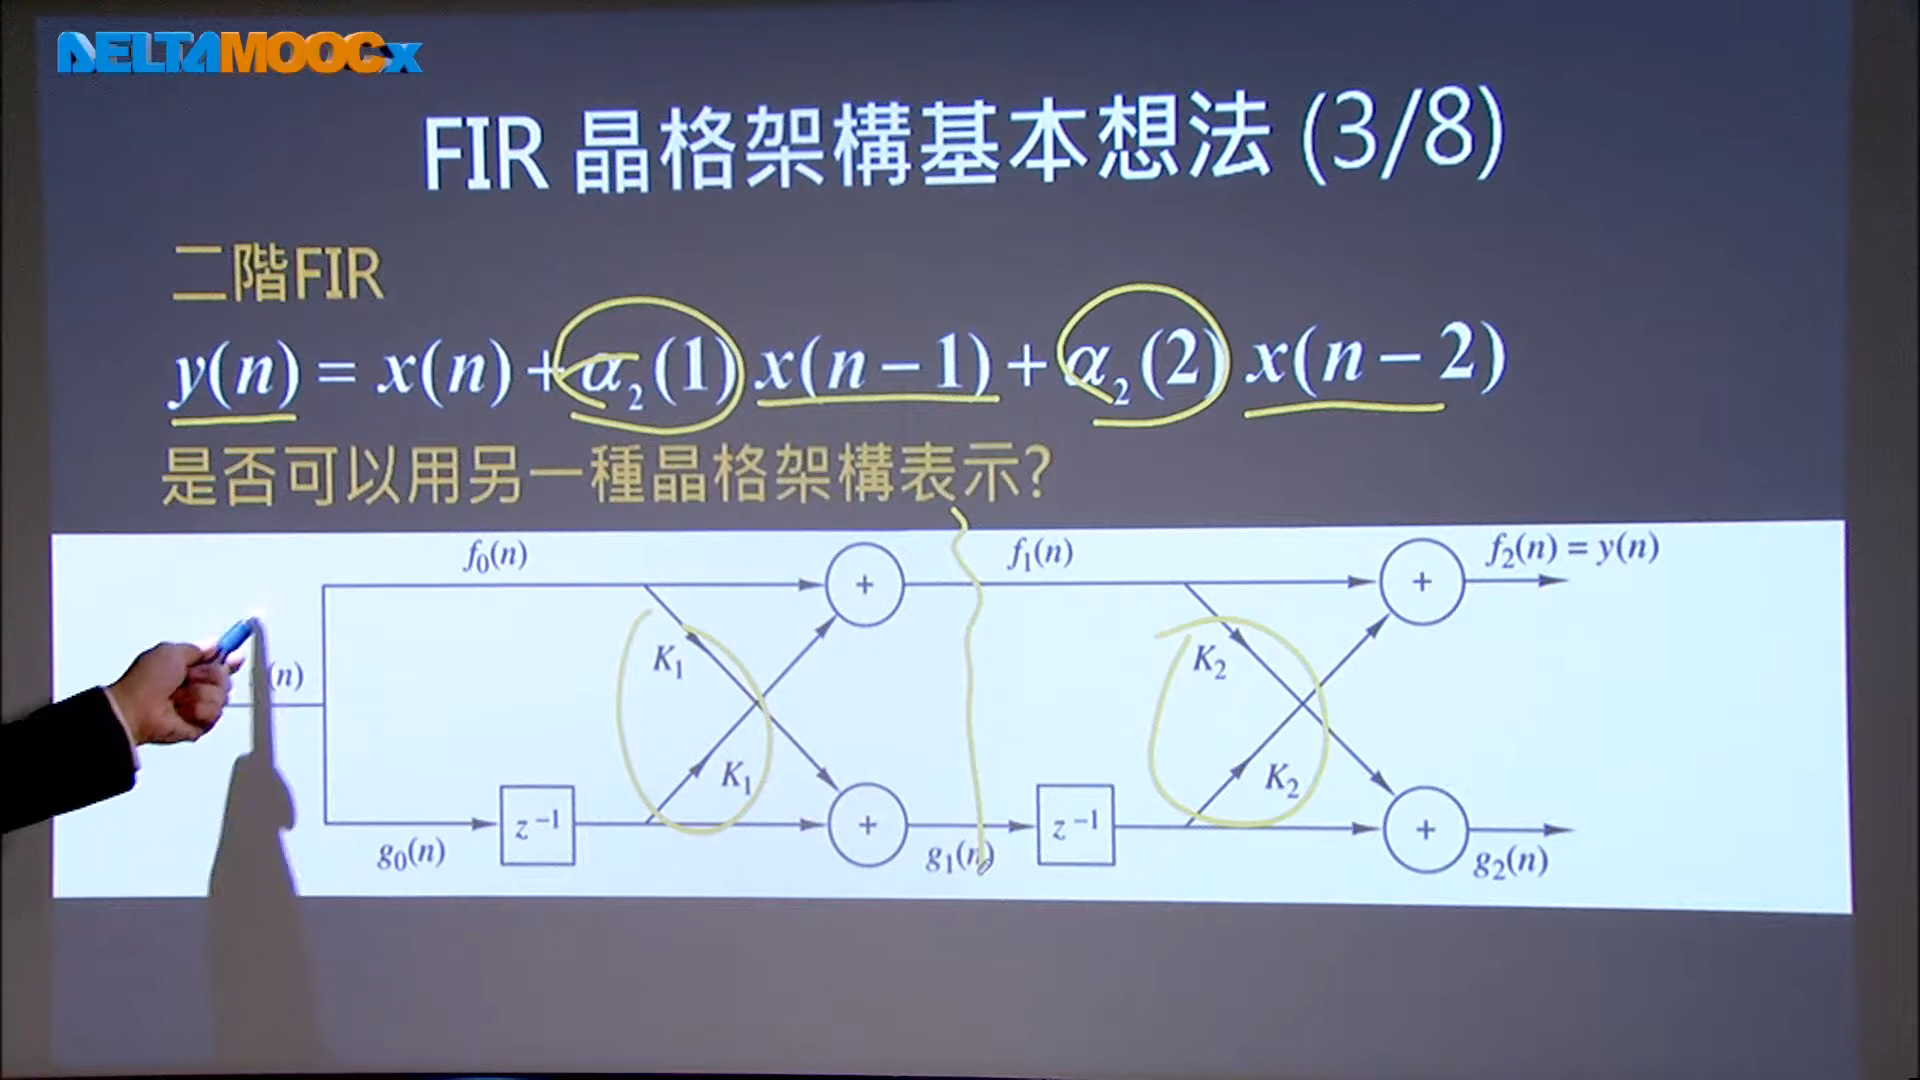 DELTAMOOCx
FIR 晶格架構基本想法 (3/8)
二階FIR
y(n) = x(n) + α₂(1) x(n − 1) + α₂(2) x(n − 2)
是否可以用另一種晶格架構表示?
f₀(n) + f₁(n) + f₂(n) = y(n)
K₁ K₂
(n)
K₁ K₂
g₀(n) z⁻¹ + g₁(n) z⁻¹ + g₂(n)